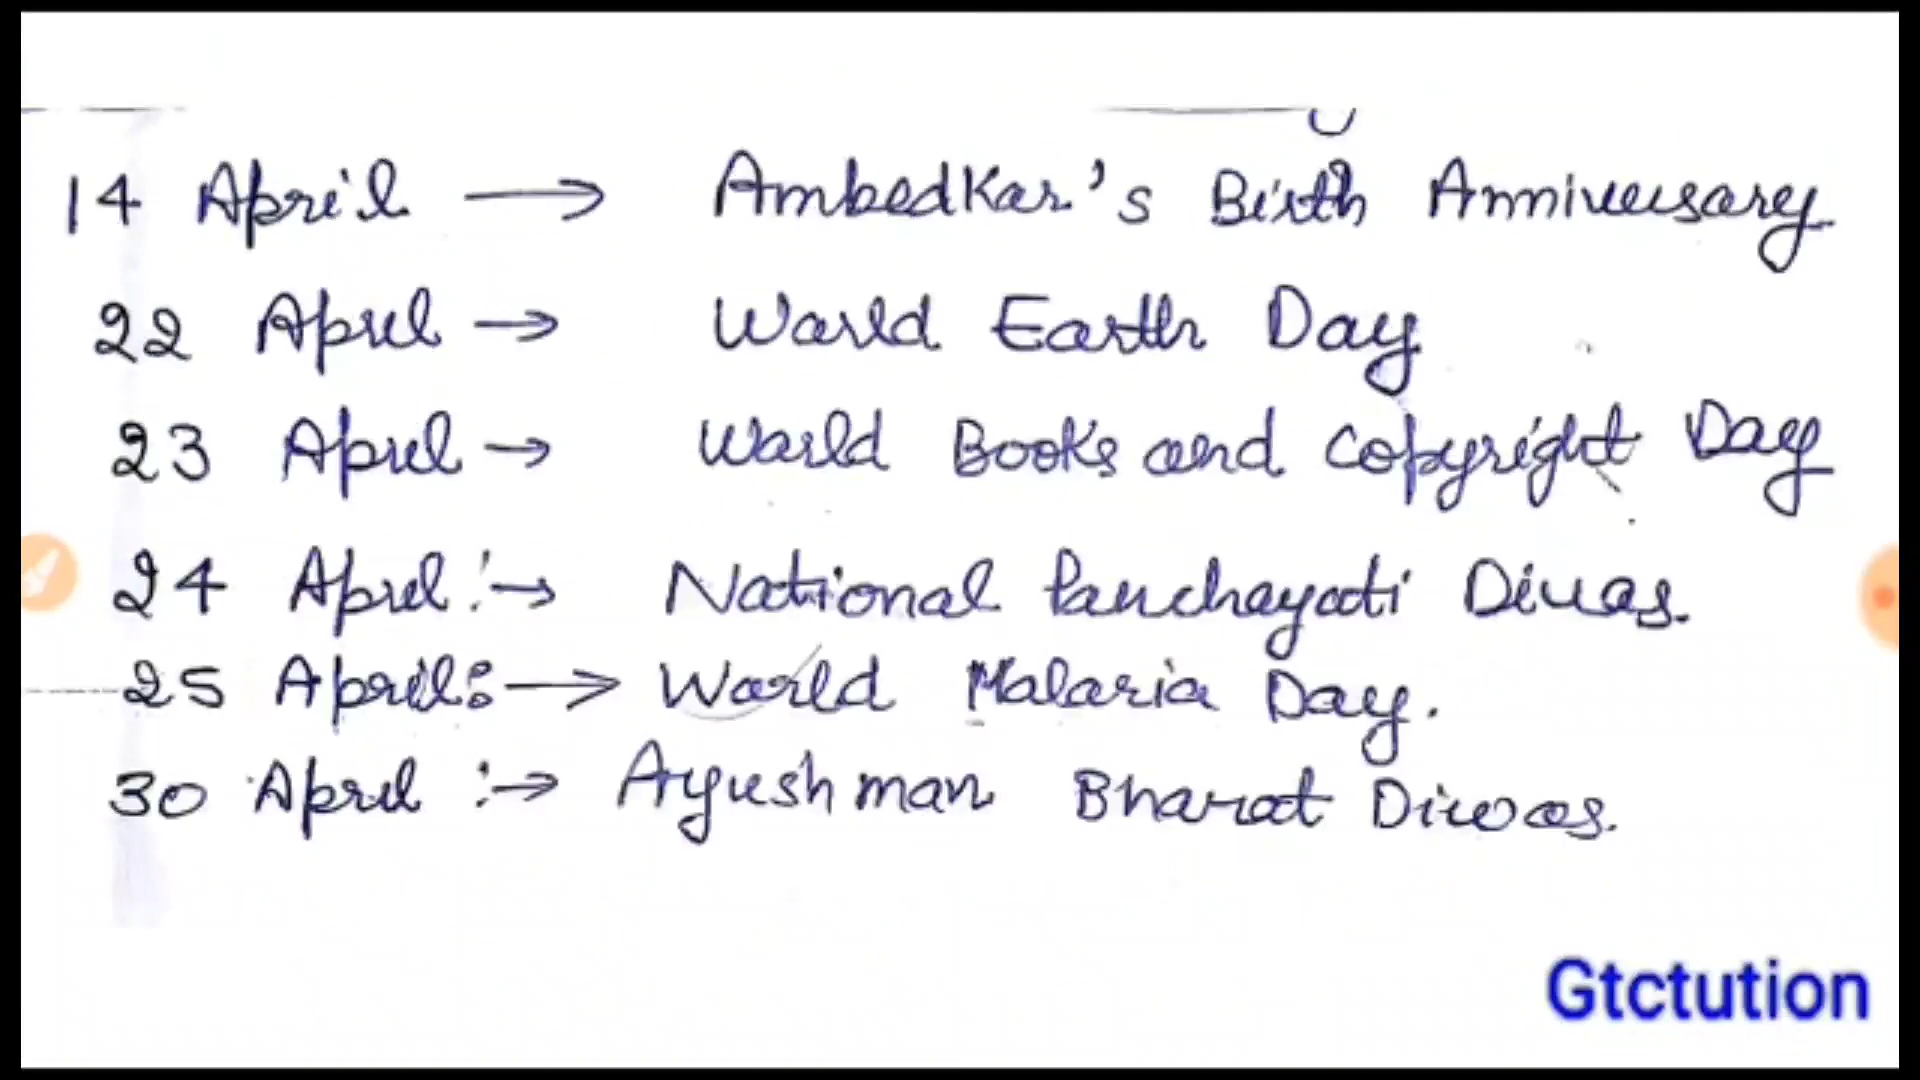 14 April → Ambedkar's Birth Anniversary
22 April → World Earth Day
23 April → World Books and Copyright Day
24 April :→ National Panchayati Divas.
25 April :→ World Malaria Day.
30 April :→ Ayushman Bharat Diwas.
Gtctution